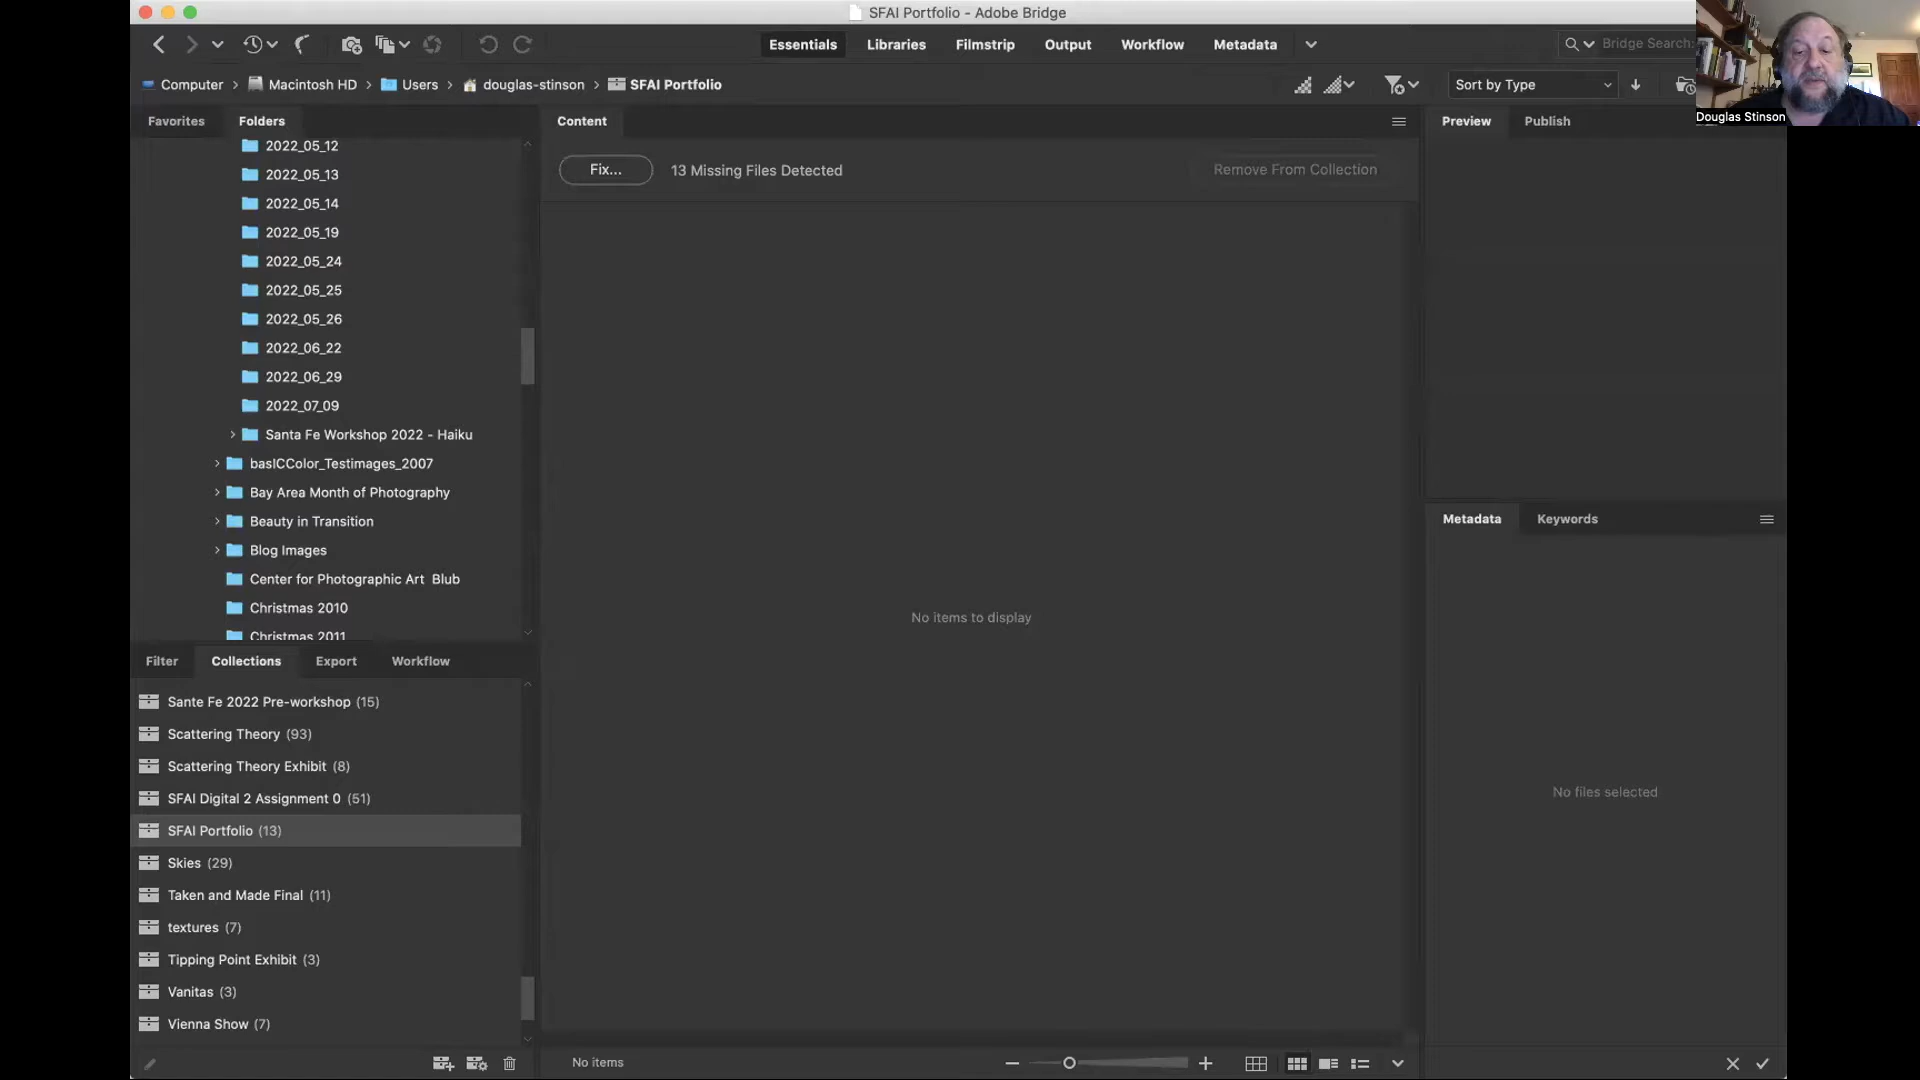 SFAI Portfolio - Adobe Bridge
Essentials
Libraries
Filmstrip
Output
Workflow
Metadata
Bridge Search:
Computer
Macintosh HD
Users
douglas-stinson
SFAI Portfolio
Sort by Type
Douglas Stinson
Favorites
Folders
2022_05_12
2022_05_13
2022_05_14
2022_05_19
2022_05_24
2022_05_25
2022_05_26
2022_06_22
2022_06_29
2022_07_09
Santa Fe Workshop 2022 - Haiku
basICColor_Testimages_2007
Bay Area Month of Photography
Beauty in Transition
Blog Images
Center for Photographic Art Blub
Christmas 2010
Christmas 2011
Filter
Collections
Export
Workflow
Sante Fe 2022 Pre-workshop (15)
Scattering Theory (93)
Scattering Theory Exhibit (8)
SFAI Digital 2 Assignment 0 (51)
SFAI Portfolio (13)
Skies (29)
Taken and Made Final (11)
textures (7)
Tipping Point Exhibit (3)
Vanitas (3)
Vienna Show (7)
Content
Fix...
13 Missing Files Detected
Remove From Collection
No items to display
No items
Preview
Publish
Metadata
Keywords
No files selected